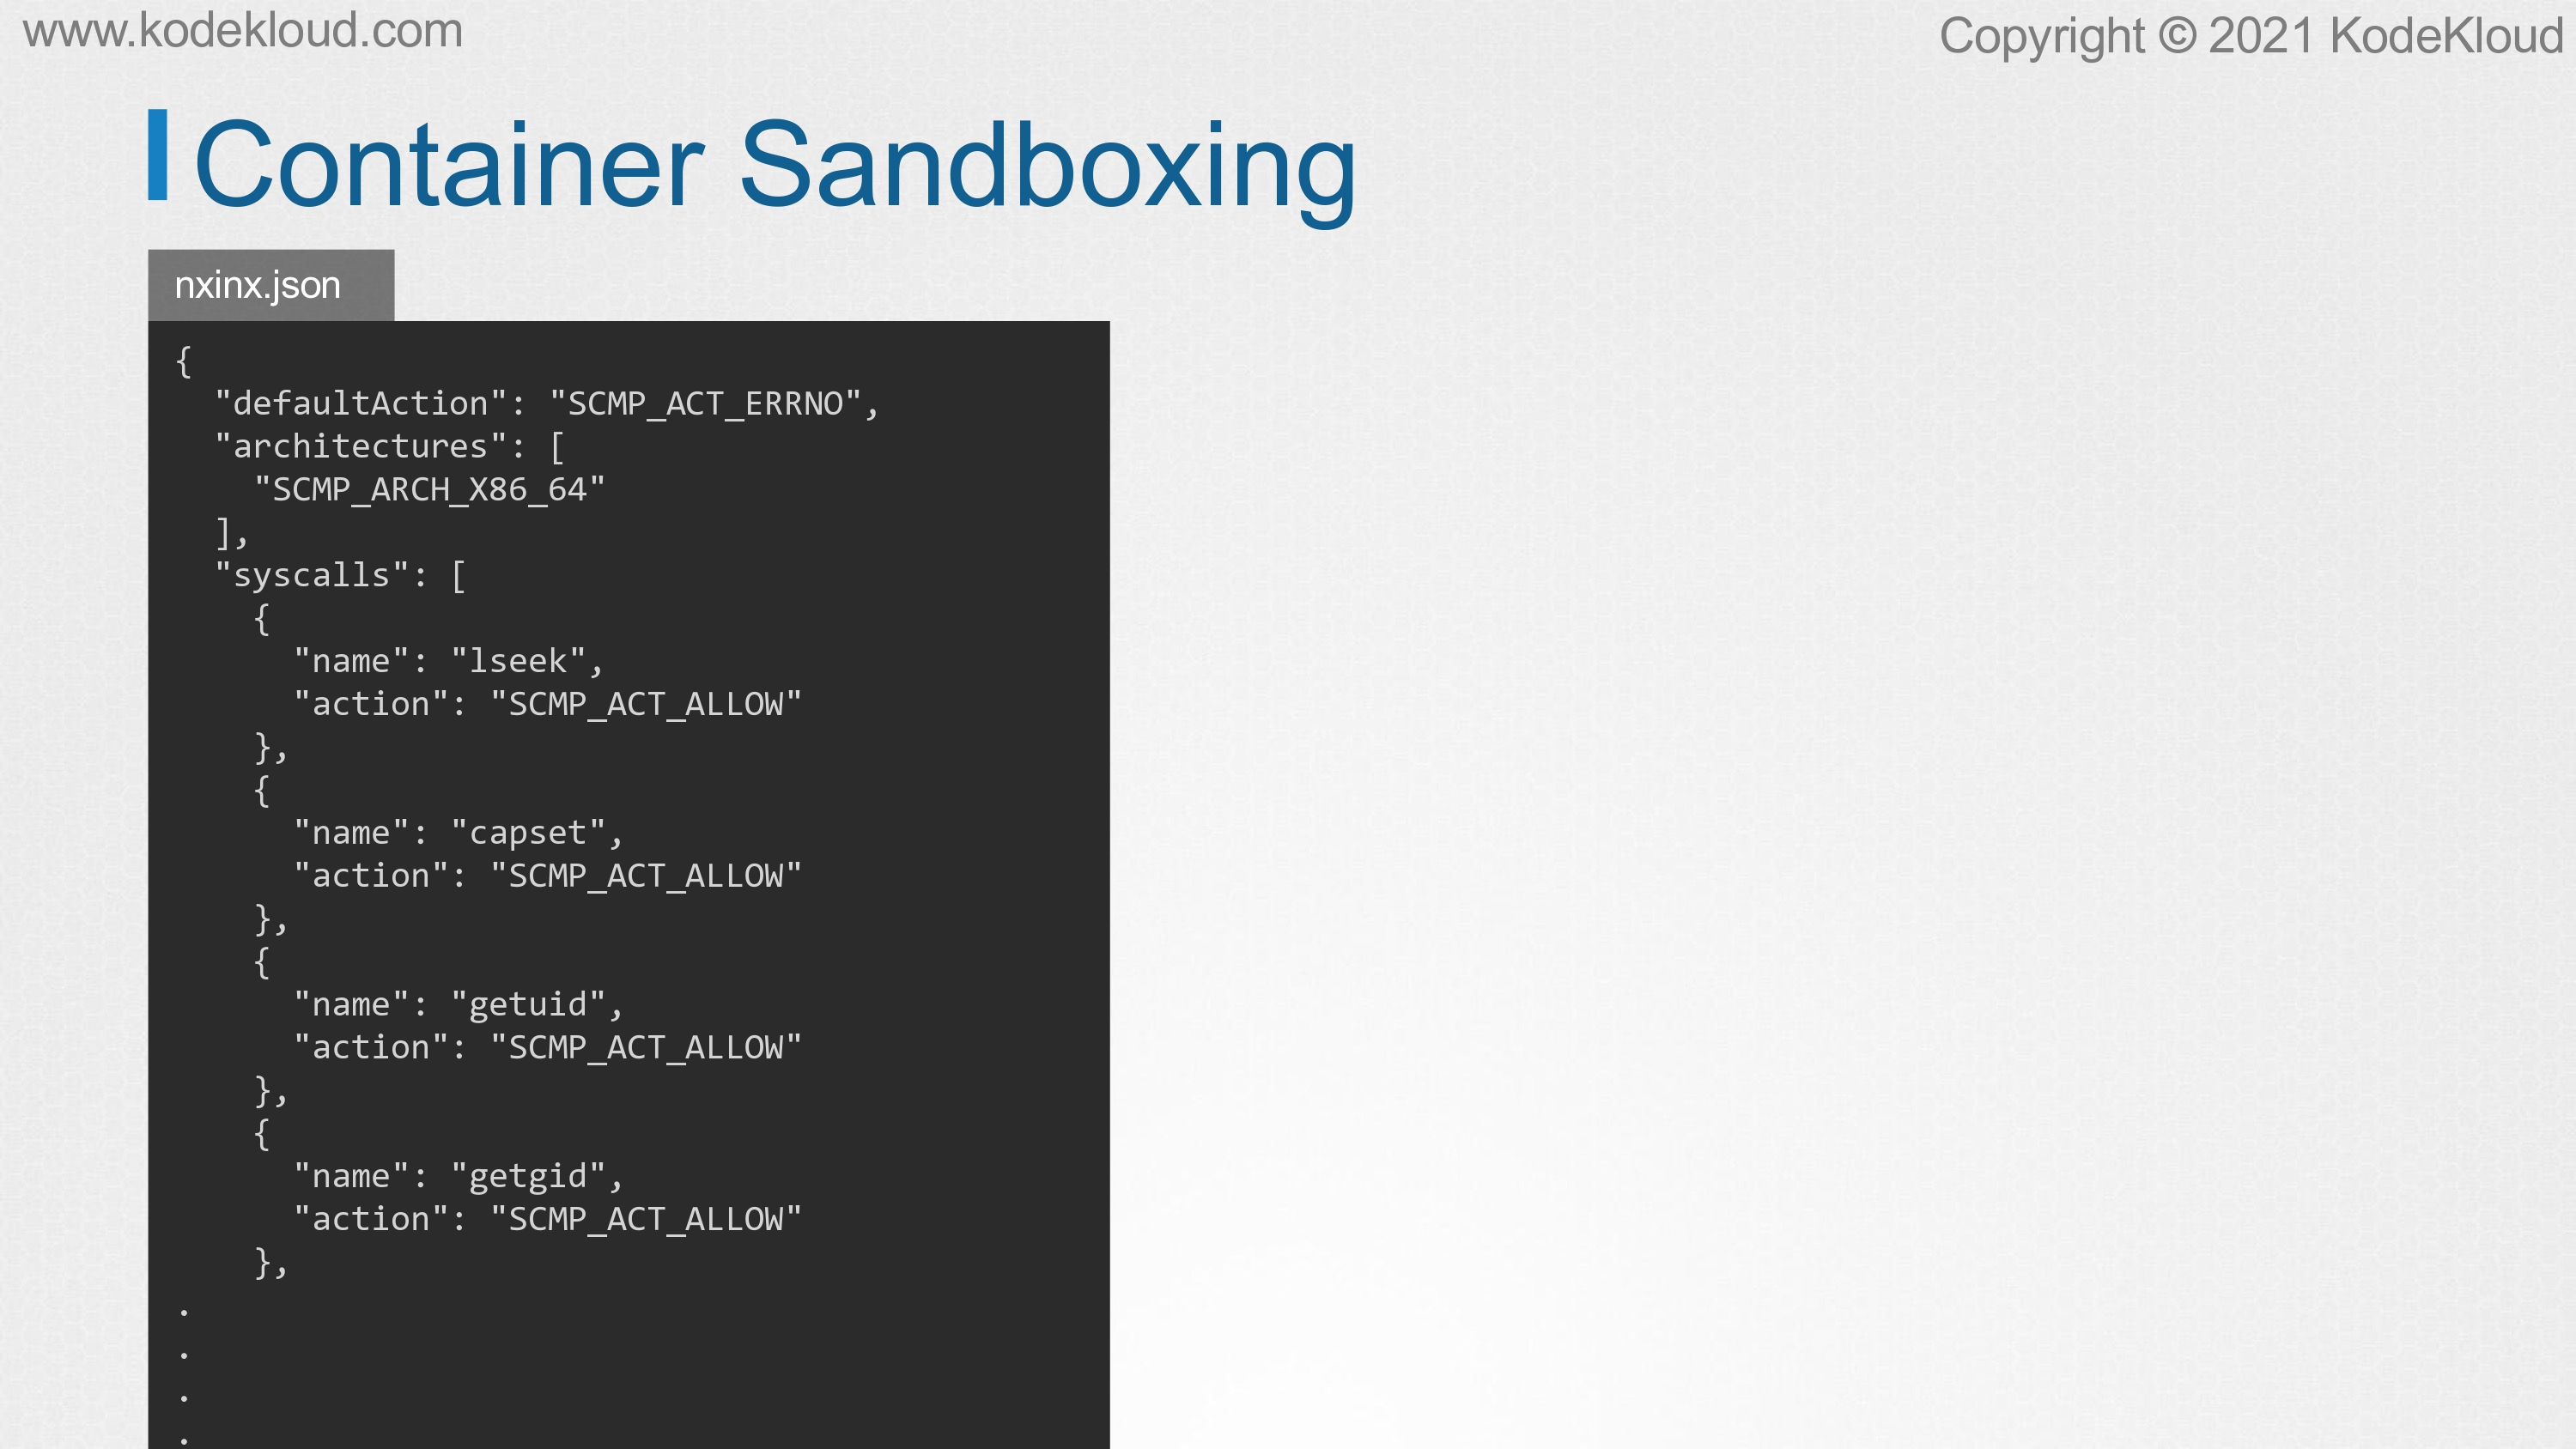 www.kodekloud.com
Copyright © 2021 KodeKloud
Container Sandboxing
nxinx.json
{
  "defaultAction": "SCMP_ACT_ERRNO",
  "architectures": [
    "SCMP_ARCH_X86_64"
  ],
  "syscalls": [
    {
      "name": "lseek",
      "action": "SCMP_ACT_ALLOW"
    },
    {
      "name": "capset",
      "action": "SCMP_ACT_ALLOW"
    },
    {
      "name": "getuid",
      "action": "SCMP_ACT_ALLOW"
    },
    {
      "name": "getgid",
      "action": "SCMP_ACT_ALLOW"
    },
.
.
.
.